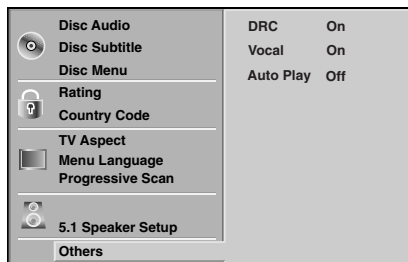 Disc Audio
Disc Subtitle
Disc Menu
Rating
Country Code
TV Aspect
Menu Language
Progressive Scan
5.1 Speaker Setup
Others
DRC On
Vocal On
Auto Play Off